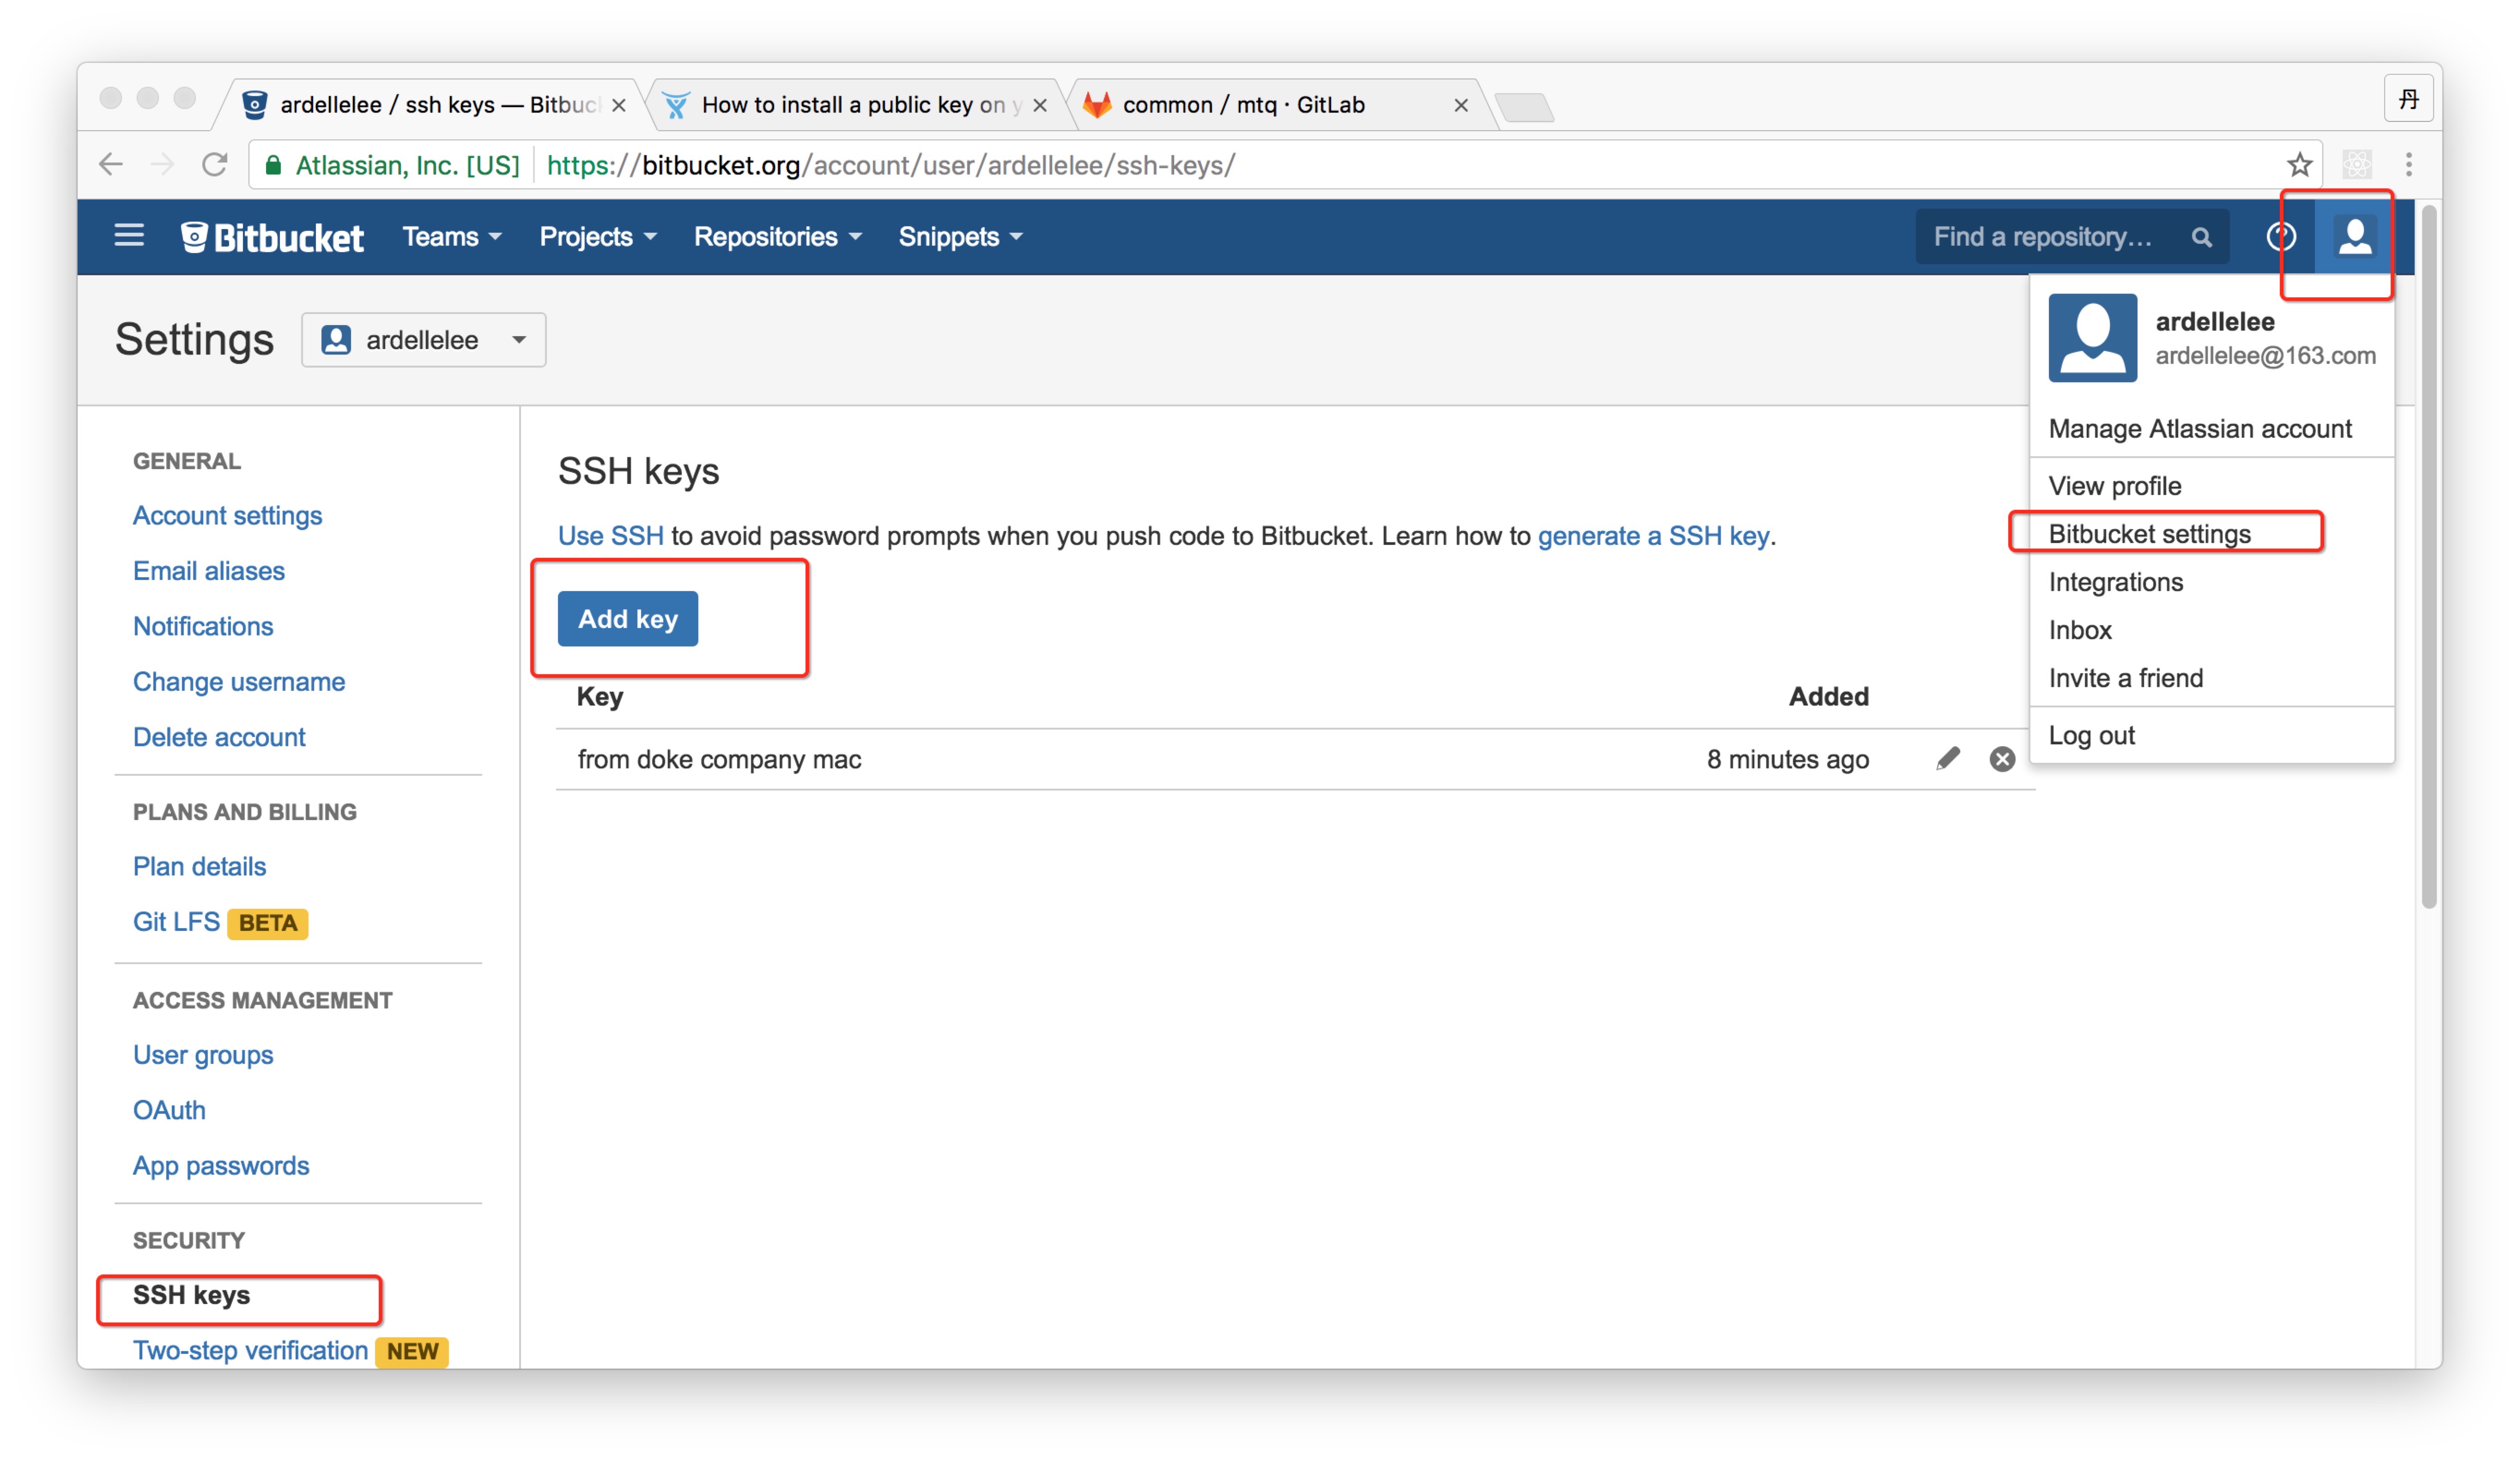 ardellelee / ssh keys — Bitbuc
How to install a public key on y
common / mtq · GitLab
丹
Atlassian, Inc. [US]
https://bitbucket.org/account/user/ardellelee/ssh-keys/
Bitbucket
Teams
Projects
Repositories
Snippets
Find a repository…
?
Settings
ardellelee
ardellelee
ardellelee@163.com
Manage Atlassian account
View profile
Bitbucket settings
Integrations
Inbox
Invite a friend
Log out
GENERAL
Account settings
Email aliases
Notifications
Change username
Delete account
PLANS AND BILLING
Plan details
Git LFS BETA
ACCESS MANAGEMENT
User groups
OAuth
App passwords
SECURITY
SSH keys
Two-step verification NEW
SSH keys
Use SSH to avoid password prompts when you push code to Bitbucket. Learn how to generate a SSH key.
Add key
Key Added
from doke company mac 8 minutes ago